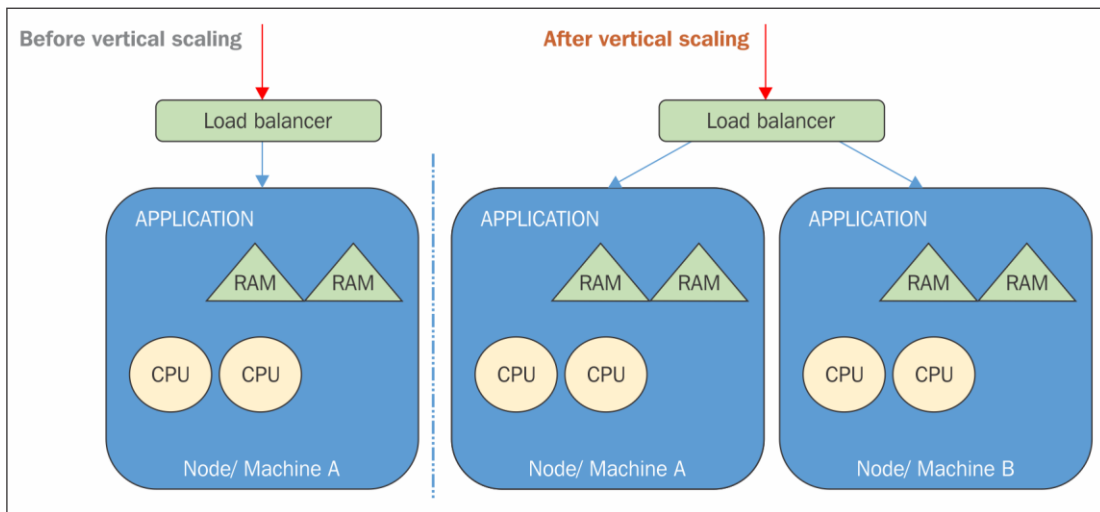 Before vertical scaling
Load balancer
APPLICATION
RAM
RAM
CPU
CPU
Node/ Machine A
After vertical scaling
Load balancer
APPLICATION
RAM
RAM
CPU
CPU
Node/ Machine A
APPLICATION
RAM
RAM
CPU
CPU
Node/ Machine B